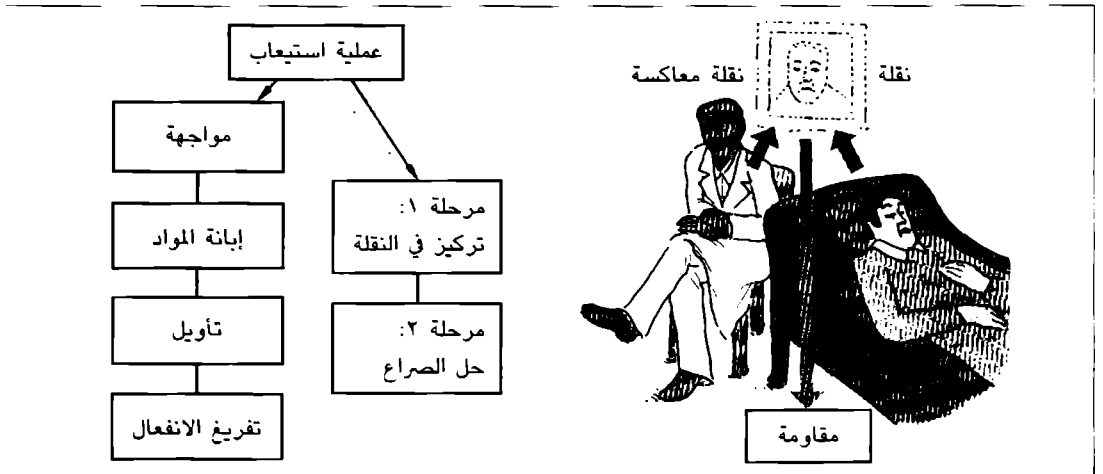 نقلة
نقلة معاكسة
مقاومة
عملية استيعاب
مرحلة ١:
تركيز في النقلة
مرحلة ٢:
حل الصراع
مواجهة
إبانة المواد
تأويل
تفريغ الانفعال